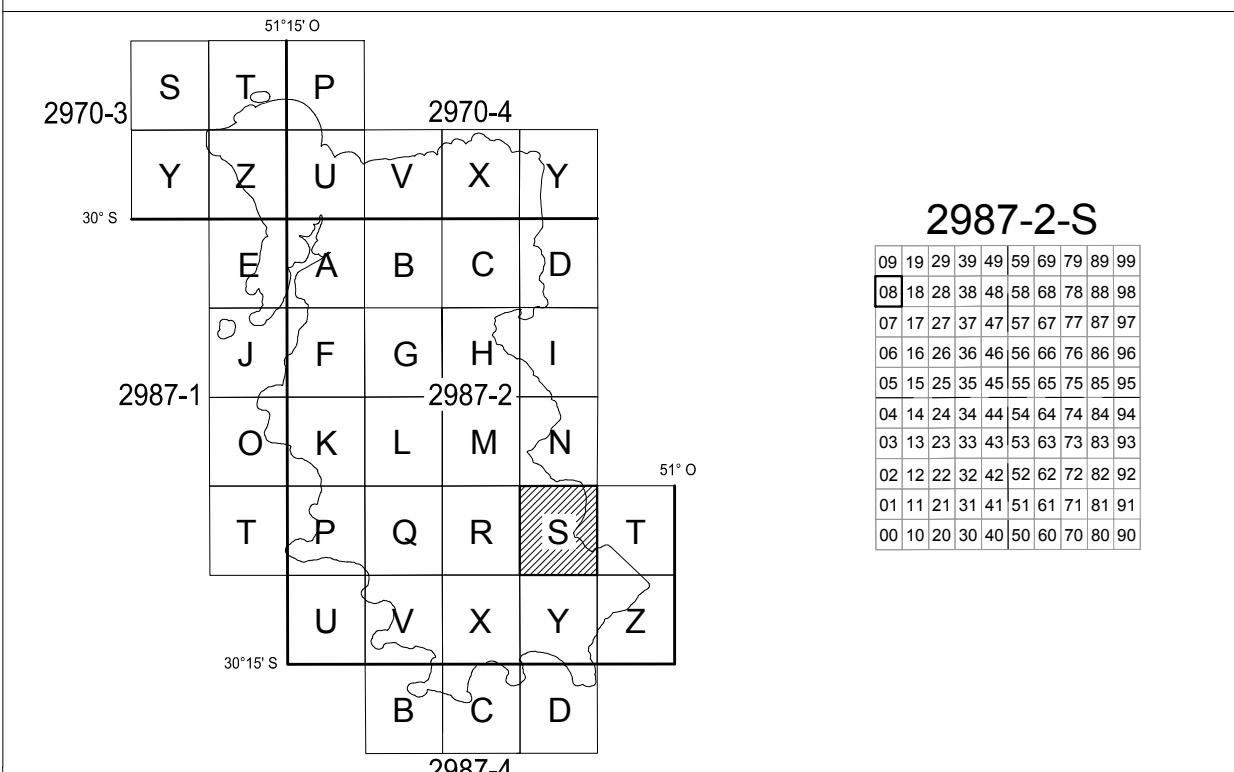 51°15' O
S T P
2970-3
2970-4
Y Z U V X Y
30° S
E A B C D
J F G H I
2987-1
2987-2
O K L M N
51° O
T P Q R S T
U V X Y Z
30°15' S
B C D
2987-4
2987-2-S
09 19 29 39 49 59 69 79 89 99
08 18 28 38 48 58 68 78 88 98
07 17 27 37 47 57 67 77 87 97
06 16 26 36 46 56 66 76 86 96
05 15 25 35 45 55 65 75 85 95
04 14 24 34 44 54 64 74 84 94
03 13 23 33 43 53 63 73 83 93
02 12 22 32 42 52 62 72 82 92
01 11 21 31 41 51 61 71 81 91
00 10 20 30 40 50 60 70 80 90